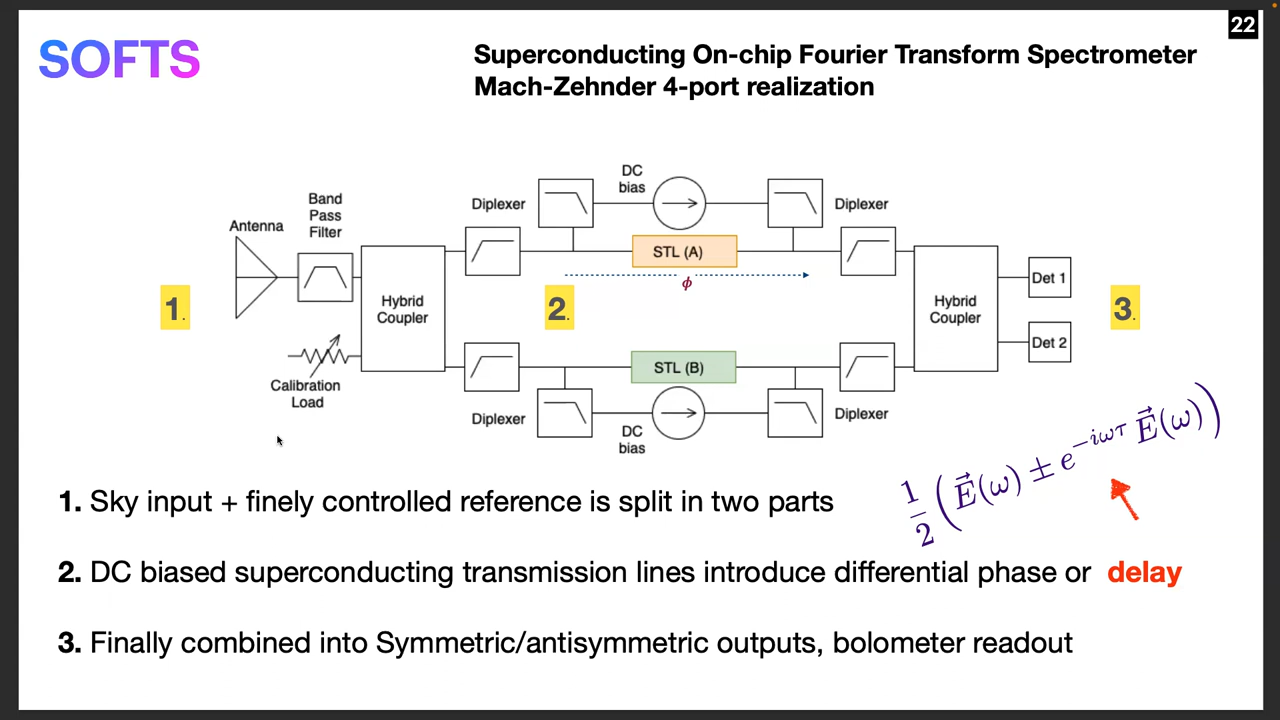 22
SOFTS
Superconducting On-chip Fourier Transform Spectrometer
Mach-Zehnder 4-port realization
DC
bias
Band
Pass
Filter
Antenna
Diplexer
Diplexer
STL (A)
ϕ
Det 1
1.
Hybrid
Coupler
2.
Hybrid
Coupler
3.
Det 2
Calibration
Load
STL (B)
Diplexer
DC
bias
Diplexer
1/2 (E⃗(ω) ± e^{-iωτ} E⃗(ω))
1. Sky input + finely controlled reference is split in two parts
2. DC biased superconducting transmission lines introduce differential phase or delay
3. Finally combined into Symmetric/antisymmetric outputs, bolometer readout